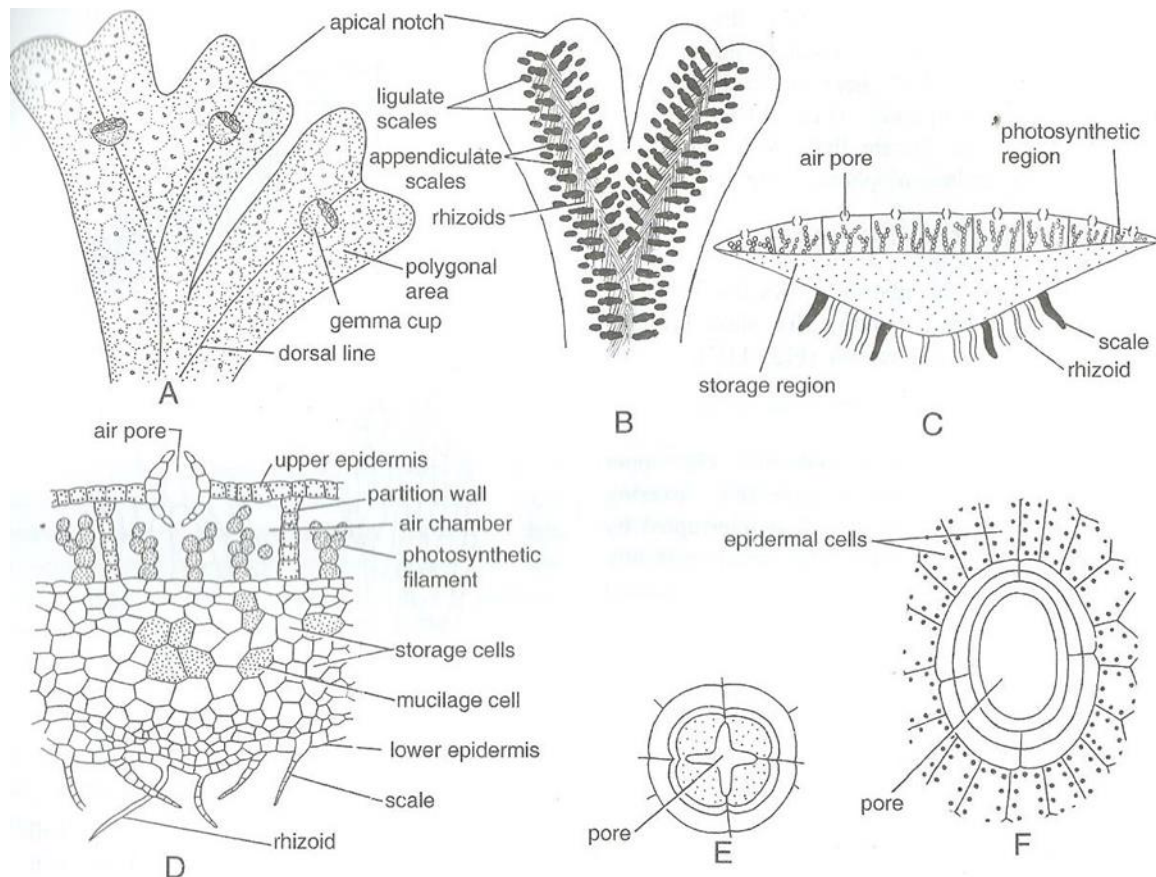 apical notch
ligulate
scales
appendiculate
scales
rhizoids
polygonal
area
gemma cup
dorsal line
A
B
air pore
photosynthetic
region
scale
rhizoid
storage region
C
air pore
upper epidermis
partition wall
air chamber
photosynthetic
filament
storage cells
mucilage cell
lower epidermis
scale
rhizoid
D
pore
E
epidermal cells
pore
F